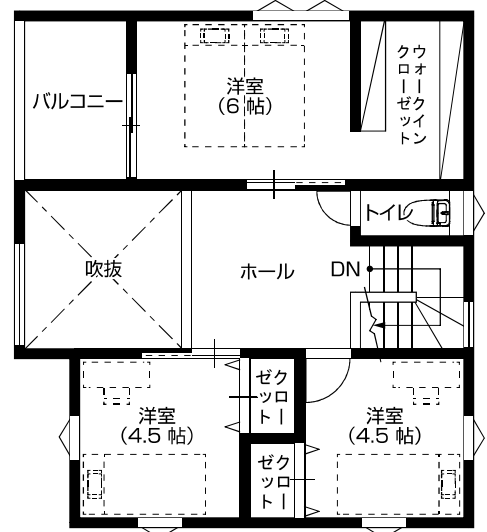 バルコニー
洋室
(6 帖)
ウォークイン
クローゼット
トイレ
吹抜
ホール
DN
クロー
ゼット
洋室
(4.5 帖)
洋室
(4.5 帖)
クロー
ゼット